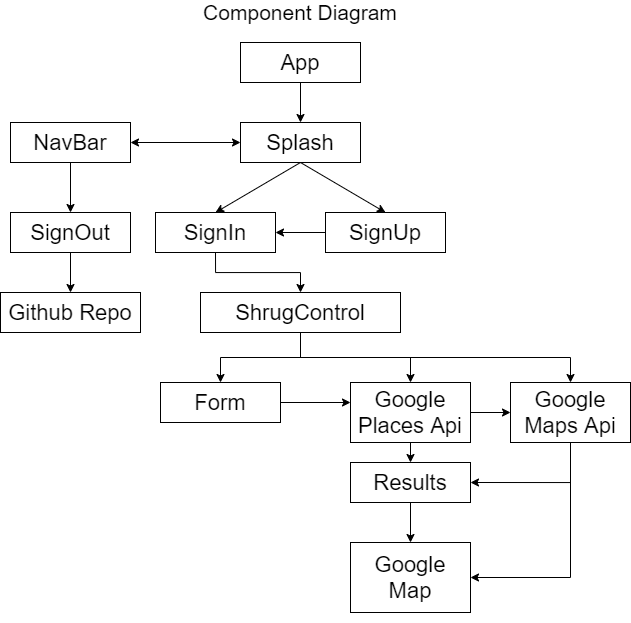 Component Diagram
App
NavBar
Splash
SignOut
SignIn
SignUp
Github Repo
ShrugControl
Form
Google
Places Api
Google
Maps Api
Results
Google
Map